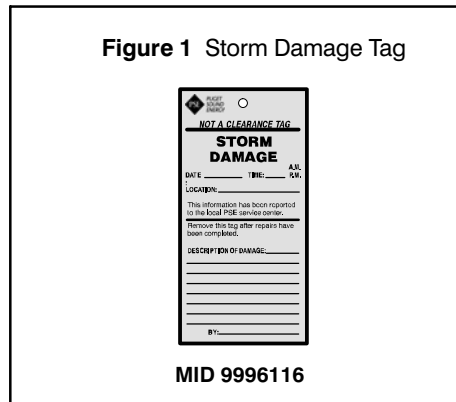 Figure 1 Storm Damage Tag
PSE
PUGET
SOUND
ENERGY
NOT A CLEARANCE TAG
STORM
DAMAGE
A.M.
DATE TIME: P.M.
:
LOCATION:
This information has been reported
to the local PSE service center.
Remove this tag after repairs have
been completed.
DESCRIPTION OF DAMAGE:
BY:
MID 9996116